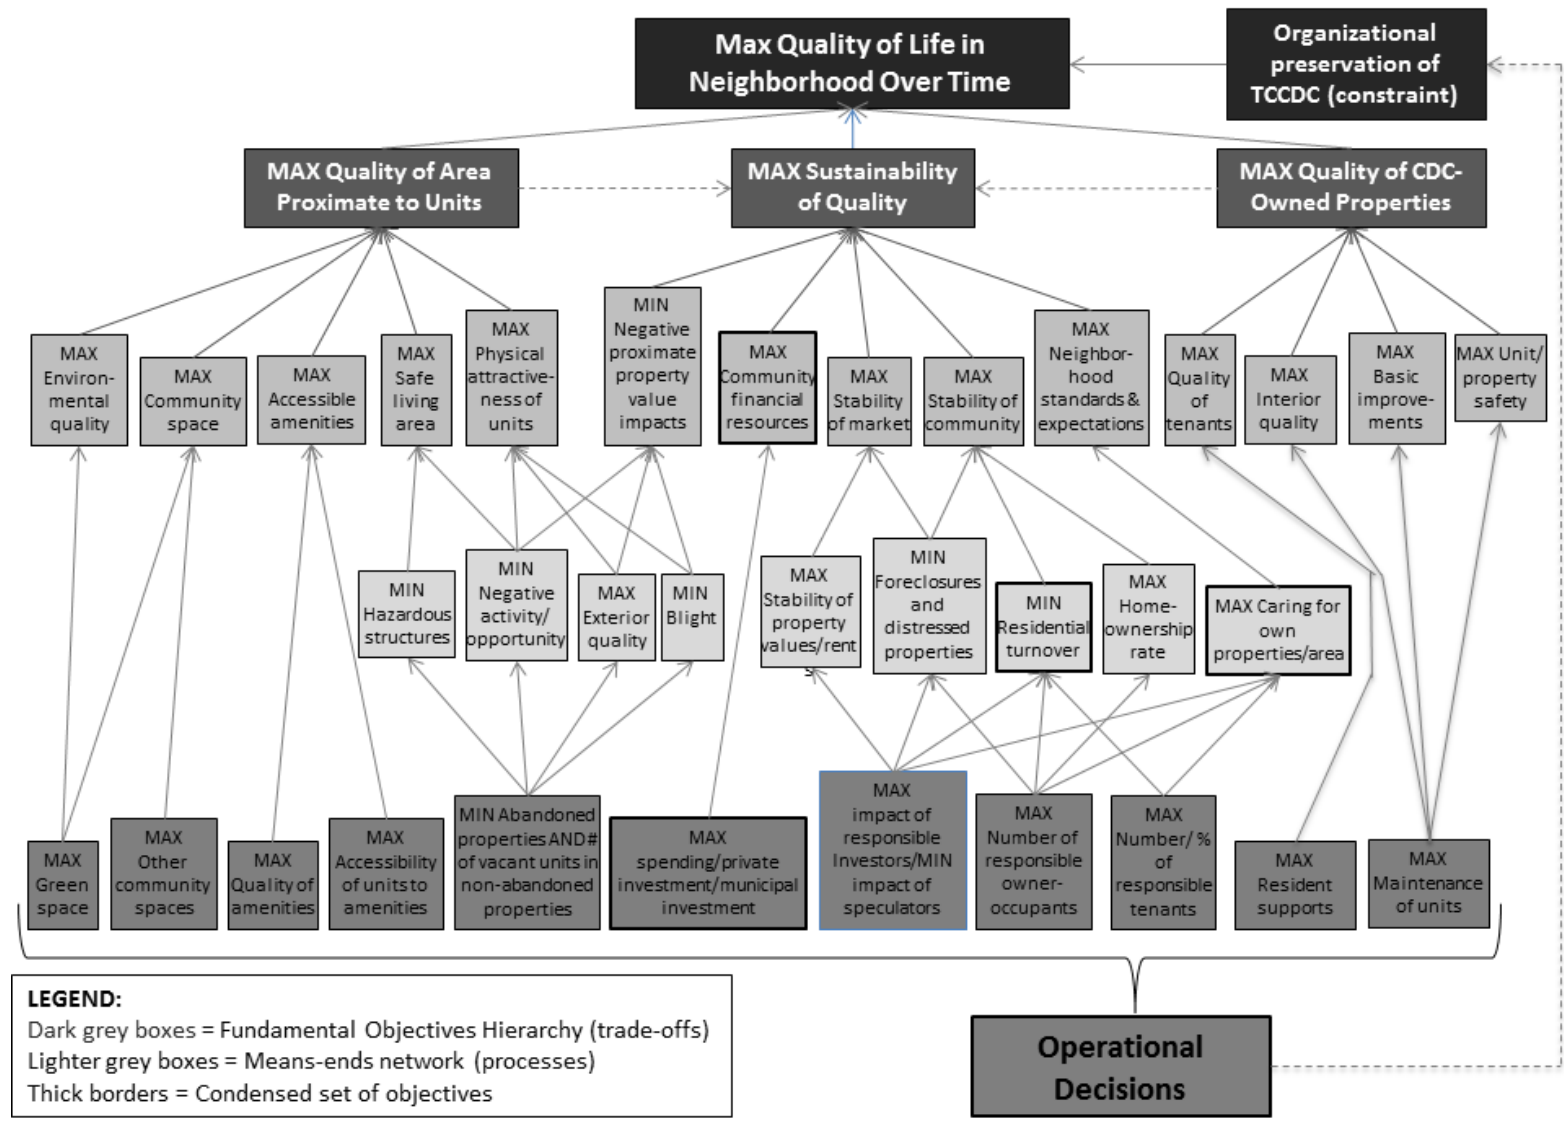 Max Quality of Life in
Neighborhood Over Time
Organizational
preservation of
TCCDC (constraint)
MAX Quality of Area
Proximate to Units
MAX Sustainability
of Quality
MAX Quality of CDC-
Owned Properties
MAX
Environ-
mental
quality
MAX
Community
space
MAX
Accessible
amenities
MAX
Safe
living
area
MAX
Physical
attractive-
ness of
units
MIN
Negative
proximate
property
value
impacts
MAX
Community
financial
resources
MAX
Stability
of market
MAX
Stability of
community
MAX
Neighbor-
hood
standards &
expectations
MAX
Quality
of
tenants
MAX
Interior
quality
MAX
Basic
improve-
ments
MAX Unit/
property
safety
MIN
Hazardous
structures
MIN
Negative
activity/
opportunity
MAX
Exterior
quality
MIN
Blight
MAX
Stability of
property
values/rent
s
MIN
Foreclosures
and
distressed
properties
MIN
Residential
turnover
MAX
Home-
ownership
rate
MAX Caring for
own
properties/area
MAX
Green
space
MAX
Other
community
spaces
MAX
Quality of
amenities
MAX
Accessibility
of units to
amenities
MIN Abandoned
properties AND #
of vacant units in
non-abandoned
properties
MAX
spending/private
investment/municipal
investment
MAX
impact of
responsible
Investors/MIN
impact of
speculators
MAX
Number of
responsible
owner-
occupants
MAX
Number/ %
of
responsible
tenants
MAX
Resident
supports
MAX
Maintenance
of units
LEGEND:
Dark grey boxes = Fundamental Objectives Hierarchy (trade-offs)
Lighter grey boxes = Means-ends network (processes)
Thick borders = Condensed set of objectives
Operational
Decisions